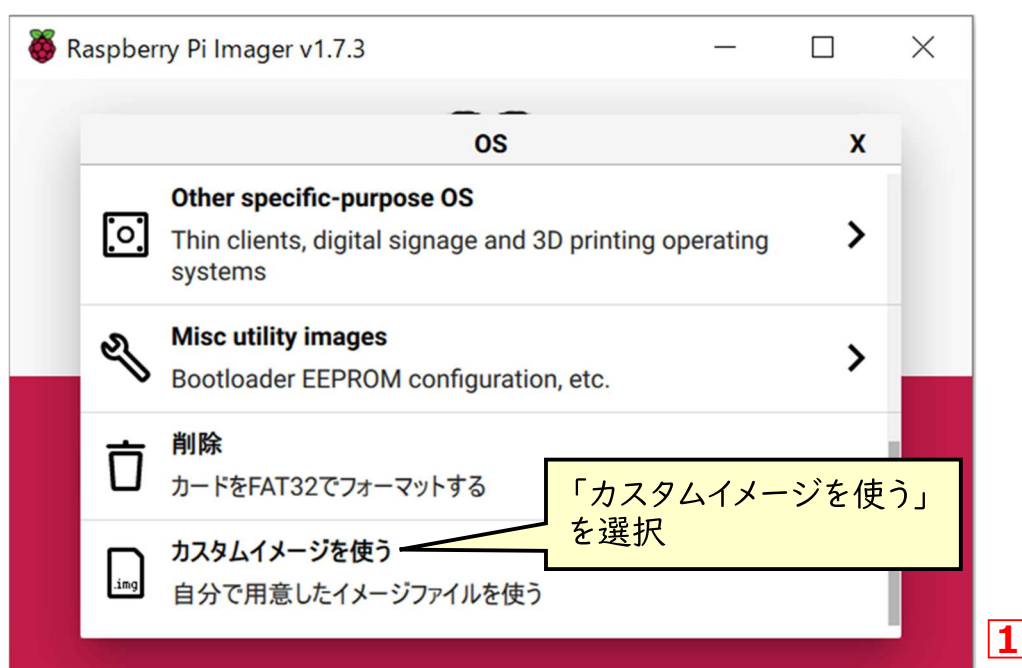 Raspberry Pi Imager v1.7.3
OS
X
Other specific-purpose OS
Thin clients, digital signage and 3D printing operating
systems
Misc utility images
Bootloader EEPROM configuration, etc.
削除
カードをFAT32でフォーマットする
「カスタムイメージを使う」
を選択
カスタムイメージを使う
.img
自分で用意したイメージファイルを使う
1